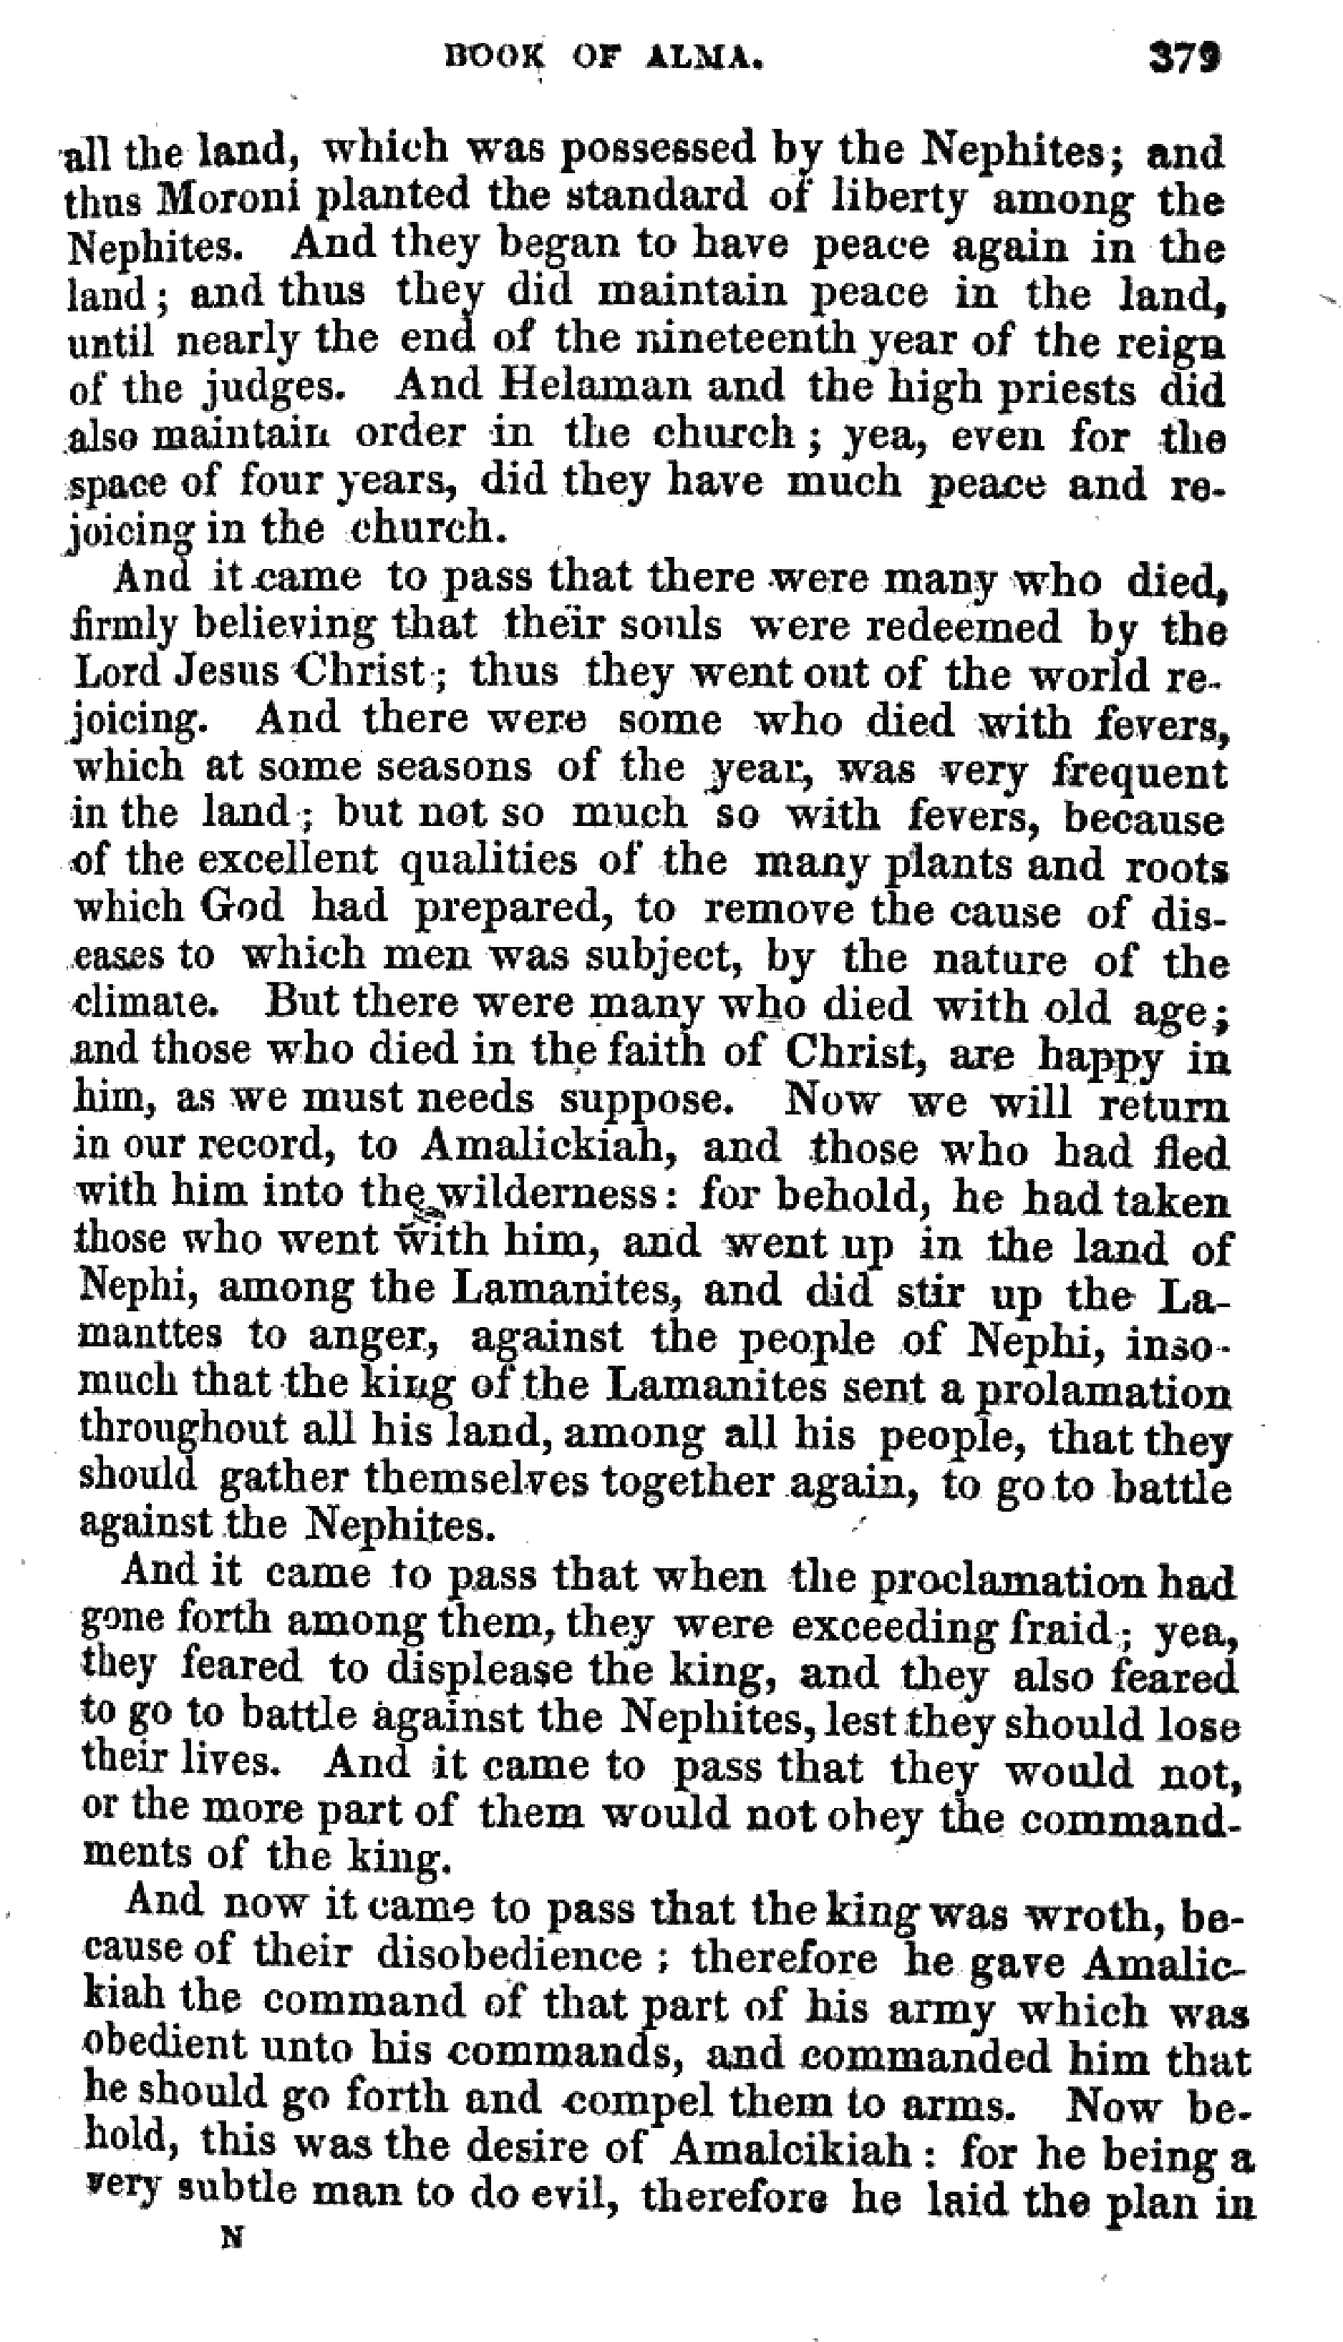 BOOK OF ALMA. 379
all the land, which was possessed by the Nephites; and
thus Moroni planted the standard of liberty among the
Nephites. And they began to have peace again in the
land; and thus they did maintain peace in the land,
until nearly the end of the nineteenth year of the reign
of the judges. And Helaman and the high priests did
also maintain order in the church; yea, even for the
space of four years, did they have much peace and re-
joicing in the church.
And it came to pass that there were many who died,
firmly believing that their souls were redeemed by the
Lord Jesus Christ; thus they went out of the world re-
joicing. And there were some who died with fevers,
which at some seasons of the year, was very frequent
in the land; but not so much so with fevers, because
of the excellent qualities of the many plants and roots
which God had prepared, to remove the cause of dis-
eases to which men was subject, by the nature of the
climate. But there were many who died with old age;
and those who died in the faith of Christ, are happy in
him, as we must needs suppose. Now we will return
in our record, to Amalickiah, and those who had fled
with him into the wilderness: for behold, he had taken
those who went with him, and went up in the land of
Nephi, among the Lamanites, and did stir up the La-
manttes to anger, against the people of Nephi, inso-
much that the king of the Lamanites sent a prolamation
throughout all his land, among all his people, that they
should gather themselves together again, to go to battle
against the Nephites.
And it came to pass that when the proclamation had
gone forth among them, they were exceeding fraid; yea,
they feared to displease the king, and they also feared
to go to battle against the Nephites, lest they should lose
their lives. And it came to pass that they would not,
or the more part of them would not obey the command-
ments of the king.
And now it came to pass that the king was wroth, be-
cause of their disobedience; therefore he gave Amalic-
kiah the command of that part of his army which was
obedient unto his commands, and commanded him that
he should go forth and compel them to arms. Now be-
hold, this was the desire of Amalcikiah: for he being a
very subtle man to do evil, therefore he laid the plan in
N